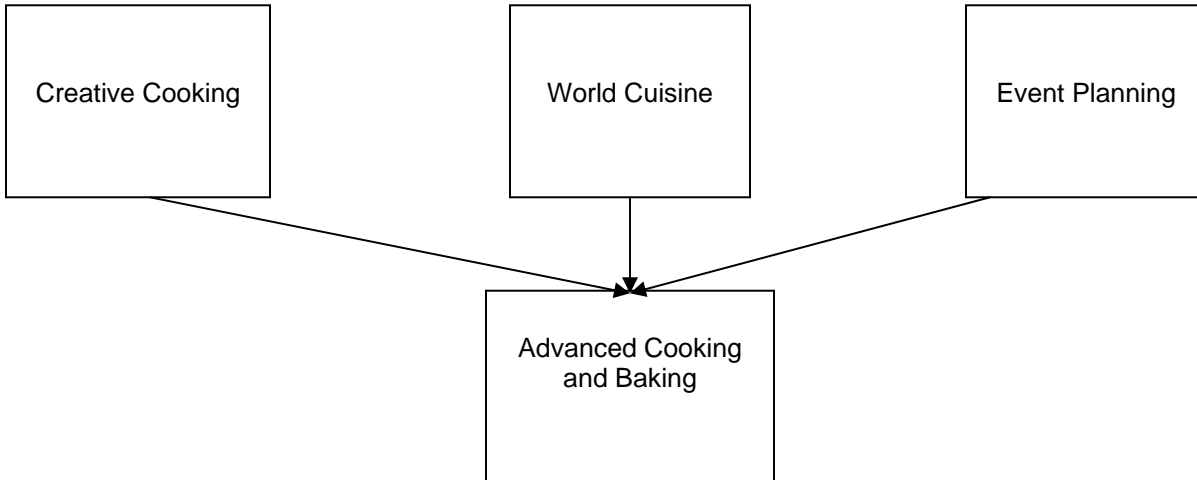 Creative Cooking
World Cuisine
Event Planning
Advanced Cooking
and Baking